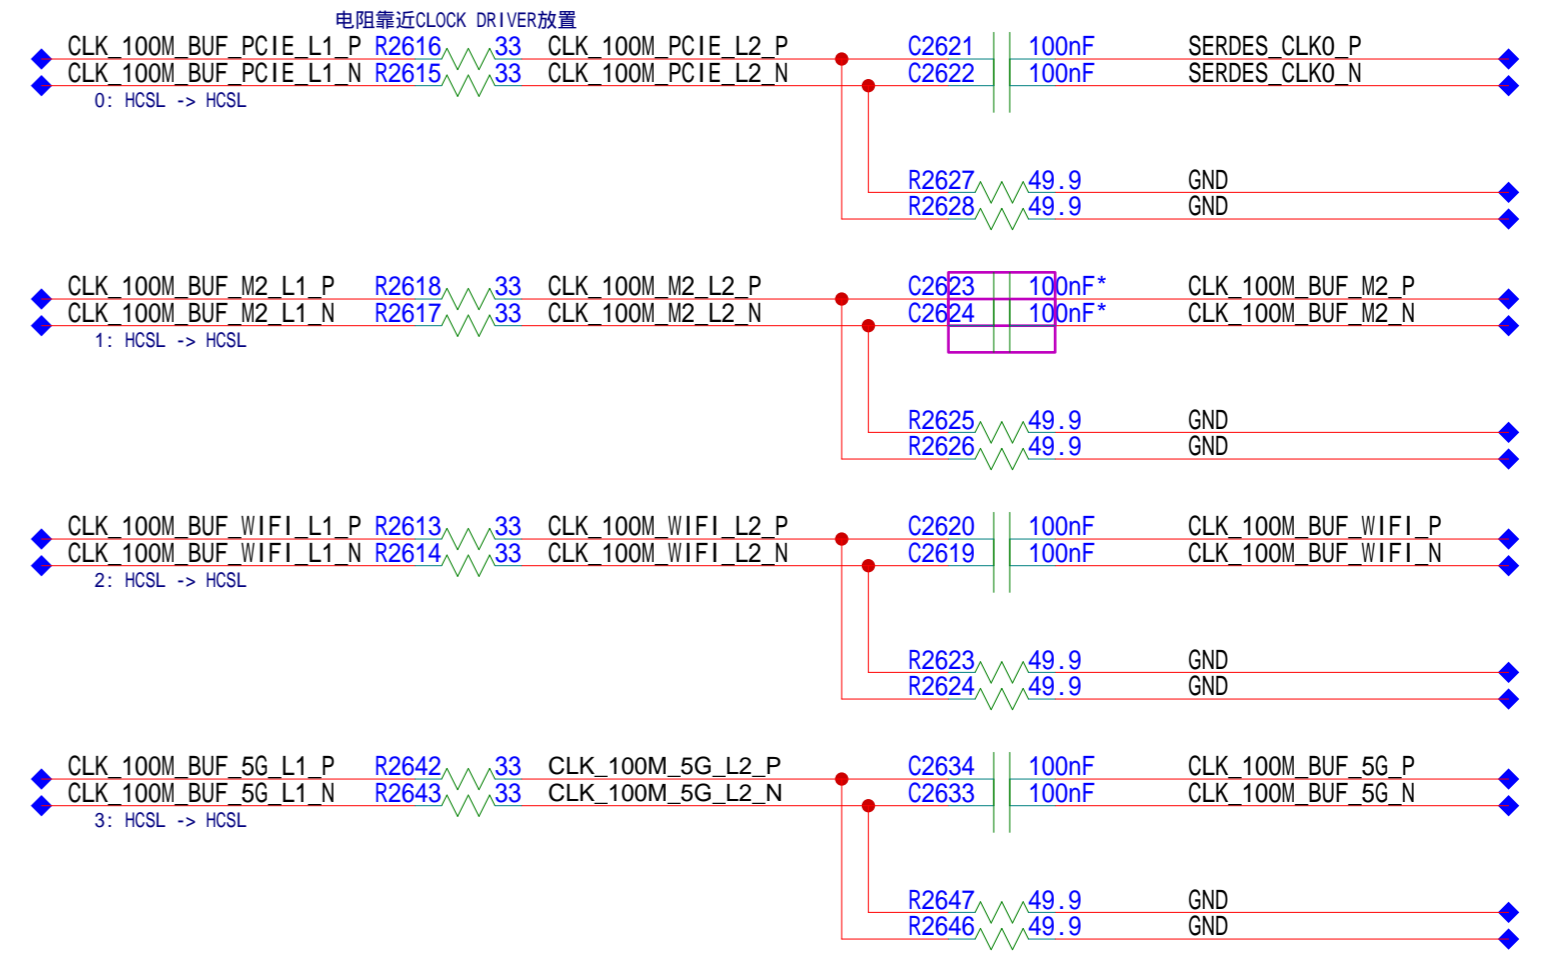 电阻靠近CLOCK DRIVER放置
CLK_100M_BUF_PCIE_L1_P R2616 33 CLK_100M_PCIE_L2_P C2621 100nF SERDES_CLK0_P
CLK_100M_BUF_PCIE_L1_N R2615 33 CLK_100M_PCIE_L2_N C2622 100nF SERDES_CLK0_N
0: HCSL -> HCSL
R2627 49.9 GND
R2628 49.9 GND
CLK_100M_BUF_M2_L1_P R2618 33 CLK_100M_M2_L2_P C2623 100nF* CLK_100M_BUF_M2_P
CLK_100M_BUF_M2_L1_N R2617 33 CLK_100M_M2_L2_N C2624 100nF* CLK_100M_BUF_M2_N
1: HCSL -> HCSL
R2625 49.9 GND
R2626 49.9 GND
CLK_100M_BUF_WIFI_L1_P R2613 33 CLK_100M_WIFI_L2_P C2620 100nF CLK_100M_BUF_WIFI_P
CLK_100M_BUF_WIFI_L1_N R2614 33 CLK_100M_WIFI_L2_N C2619 100nF CLK_100M_BUF_WIFI_N
2: HCSL -> HCSL
R2623 49.9 GND
R2624 49.9 GND
CLK_100M_BUF_5G_L1_P R2642 33 CLK_100M_5G_L2_P C2634 100nF CLK_100M_BUF_5G_P
CLK_100M_BUF_5G_L1_N R2643 33 CLK_100M_5G_L2_N C2633 100nF CLK_100M_BUF_5G_N
3: HCSL -> HCSL
R2647 49.9 GND
R2646 49.9 GND